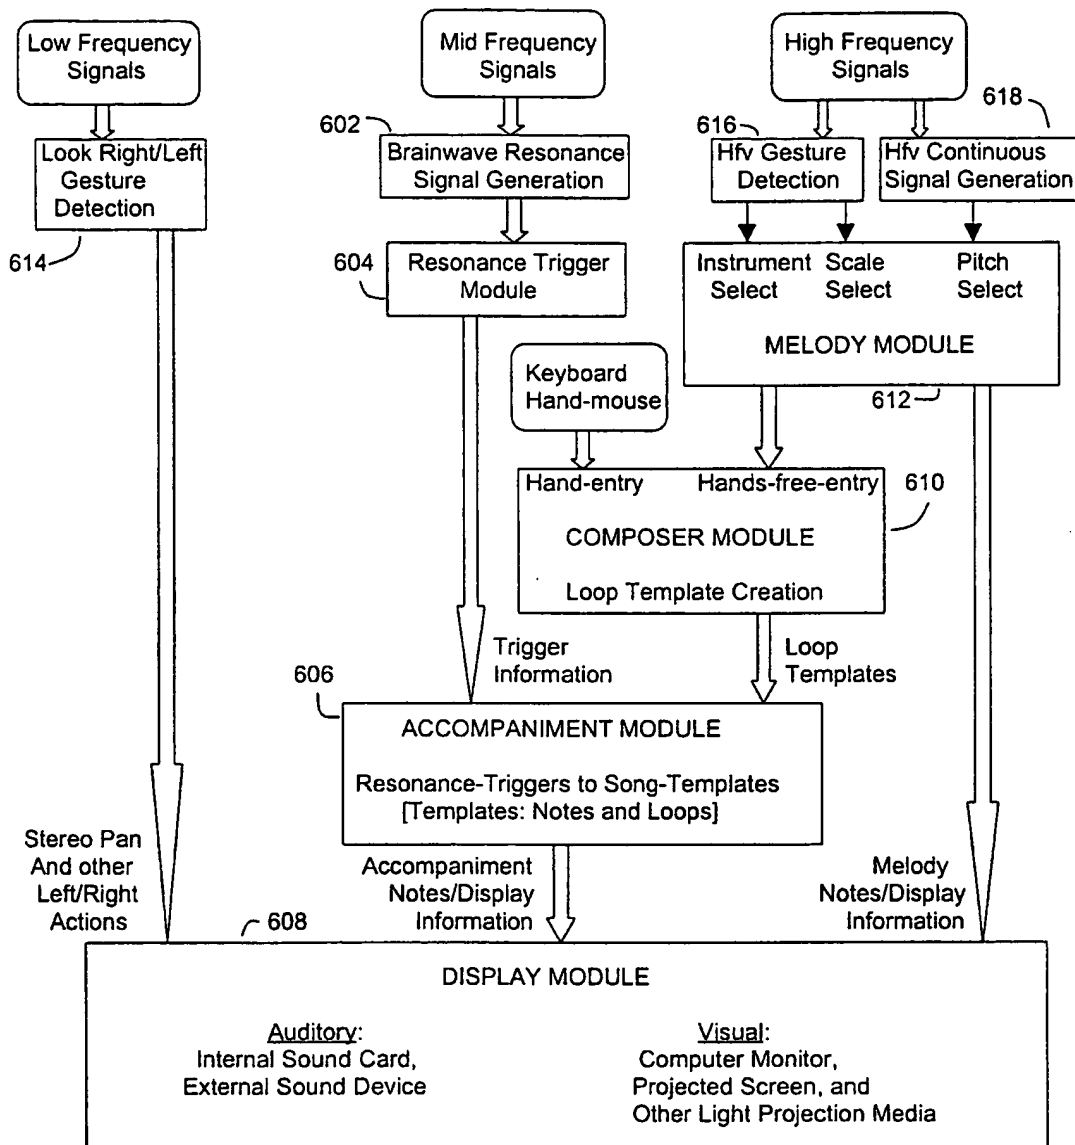 Low Frequency
Signals
Mid Frequency
Signals
High Frequency
Signals
602
616
618
Look Right/Left
Gesture
Detection
Brainwave Resonance
Signal Generation
Hfv Gesture
Detection
Hfv Continuous
Signal Generation
614
604
Resonance Trigger
Module
Instrument
Select
Scale
Select
Pitch
Select
MELODY MODULE
612
Keyboard
Hand-mouse
Hand-entry
Hands-free-entry
610
COMPOSER MODULE
Loop Template Creation
Trigger
Information
Loop
Templates
606
ACCOMPANIMENT MODULE
Resonance-Triggers to Song-Templates
[Templates: Notes and Loops]
Stereo Pan
And other
Left/Right
Actions
Accompaniment
Notes/Display
Information
Melody
Notes/Display
Information
608
DISPLAY MODULE
Auditory:
Internal Sound Card,
External Sound Device
Visual:
Computer Monitor,
Projected Screen, and
Other Light Projection Media